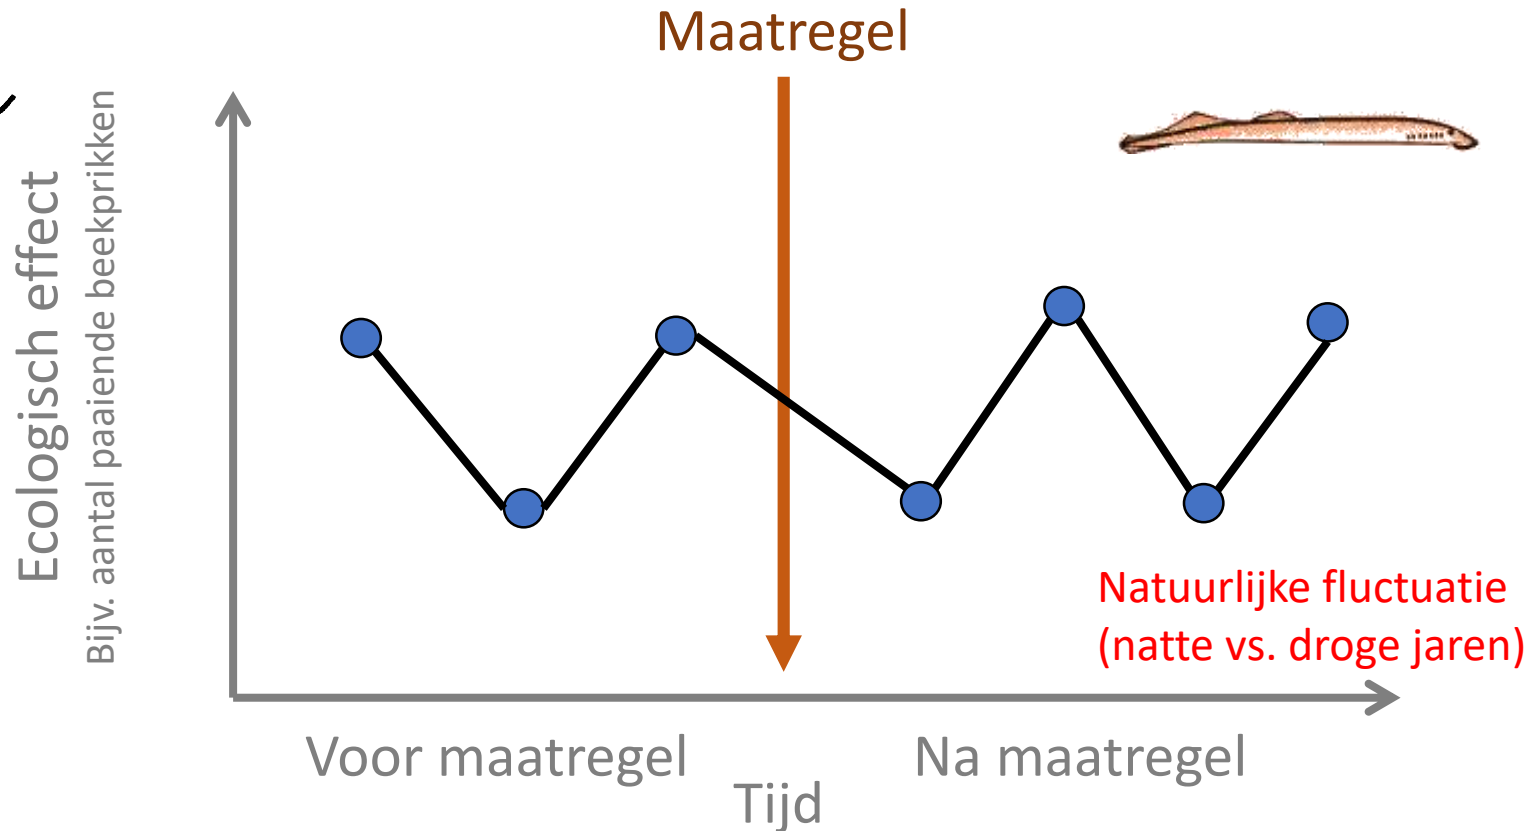 Maatregel
Ecologisch effect
Bijv. aantal paaiende beekprikken
Natuurlijke fluctuatie
(natte vs. droge jaren)
Voor maatregel
Na maatregel
Tijd